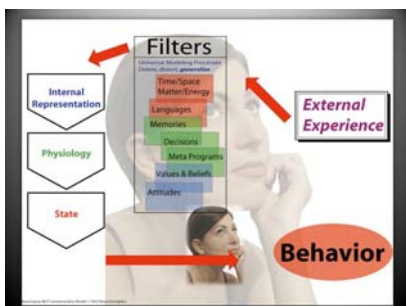 Filters
Universal Modeling Processes
Delete, distort, generalize
Time/Space
Matter/Energy
Languages
Memories
Decisions
Meta Programs
Values & Beliefs
Attitudes
Internal
Representation
Physiology
State
External
Experience
Behavior